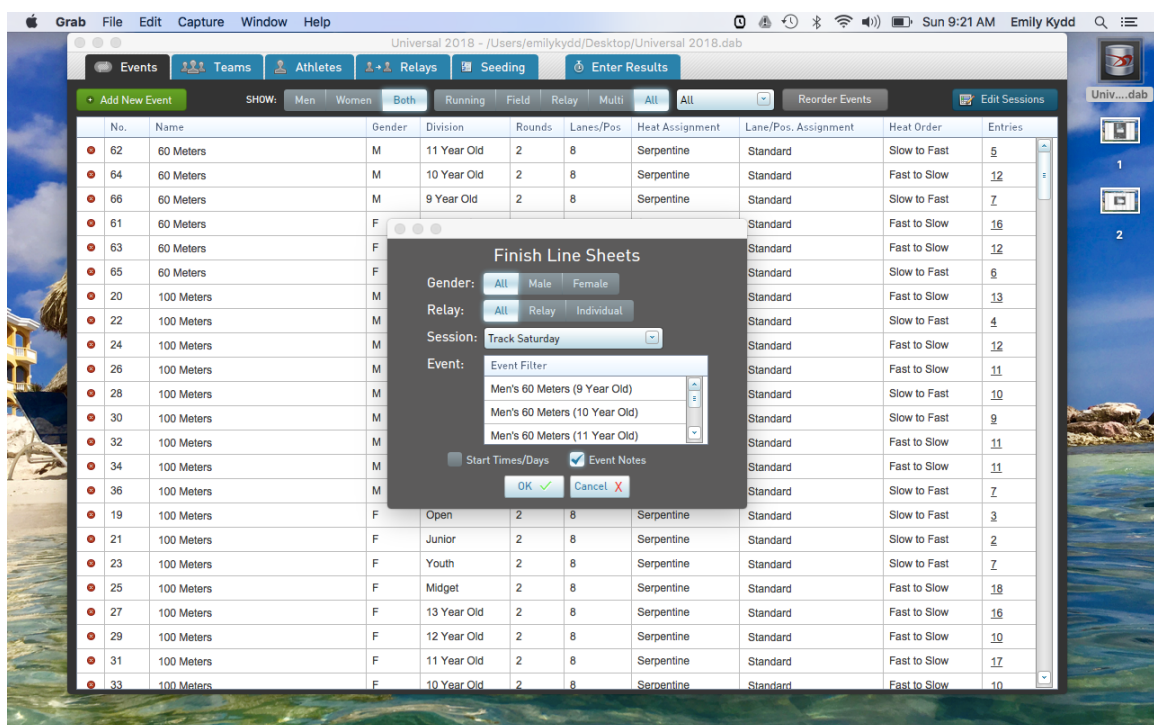 Grab File Edit Capture Window Help Sun 9:21 AM Emily Kydd
Universal 2018 - /Users/emilykydd/Desktop/Universal 2018.dab
Events Teams Athletes Relays Seeding Enter Results
Add New Event SHOW: Men Women Both Running Field Relay Multi All All Reorder Events Edit Sessions
Univ....dab
1
2
No. Name Gender Division Rounds Lanes/Pos Heat Assignment Lane/Pos. Assignment Heat Order Entries
62 60 Meters M 11 Year Old 2 8 Serpentine Standard Slow to Fast 5
64 60 Meters M 10 Year Old 2 8 Serpentine Standard Fast to Slow 12
66 60 Meters M 9 Year Old 2 8 Serpentine Standard Slow to Fast 7
61 60 Meters F Standard Fast to Slow 16
63 60 Meters F Standard Fast to Slow 12
65 60 Meters F Standard Slow to Fast 6
20 100 Meters M Standard Slow to Fast 13
22 100 Meters M Standard Slow to Fast 4
24 100 Meters M Standard Slow to Fast 12
26 100 Meters M Standard Slow to Fast 11
28 100 Meters M Standard Slow to Fast 10
30 100 Meters M Standard Slow to Fast 9
32 100 Meters M Standard Fast to Slow 11
34 100 Meters M Standard Slow to Fast 11
36 100 Meters M Standard Slow to Fast 7
19 100 Meters F Open 2 8 Serpentine Standard Slow to Fast 3
21 100 Meters F Junior 2 8 Serpentine Standard Slow to Fast 2
23 100 Meters F Youth 2 8 Serpentine Standard Slow to Fast 7
25 100 Meters F Midget 2 8 Serpentine Standard Fast to Slow 18
27 100 Meters F 13 Year Old 2 8 Serpentine Standard Fast to Slow 16
29 100 Meters F 12 Year Old 2 8 Serpentine Standard Fast to Slow 10
31 100 Meters F 11 Year Old 2 8 Serpentine Standard Fast to Slow 17
33 100 Meters F 10 Year Old 2 8 Serpentine Standard Fast to Slow 10
Finish Line Sheets
Gender: All Male Female
Relay: All Relay Individual
Session: Track Saturday
Event: Event Filter
Men's 60 Meters (9 Year Old)
Men's 60 Meters (10 Year Old)
Men's 60 Meters (11 Year Old)
Start Times/Days Event Notes
OK Cancel X